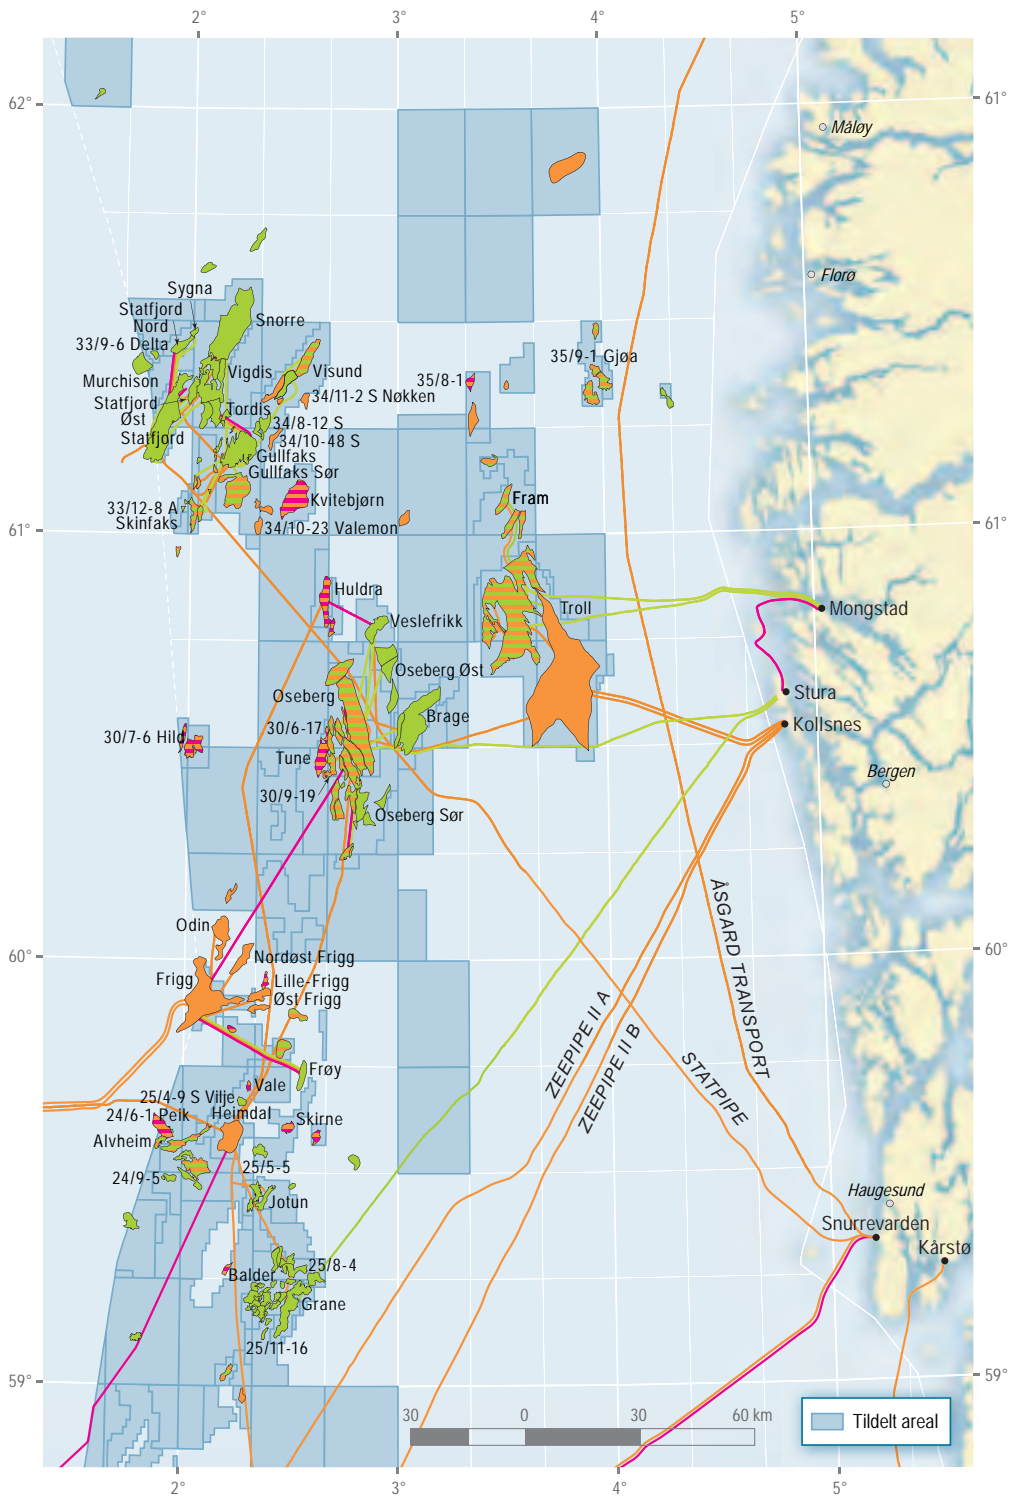 2°
3°
4°
5°
62°
61°
Måløy
Florø
Sygna
Statfjord
Nord
33/9-6 Delta
Snorre
Murchison
Vigdis
Visund
35/9-1 Gjøa
35/8-1
34/11-2 S Nøkken
Statfjord
Øst
Tordis
34/8-12 S
Statfjord
34/10-48 S
Gullfaks
Gullfaks Sør
Kvitebjørn
Fram
33/12-8 A
Skinfaks
34/10-23 Valemon
61°
61°
Huldra
Troll
Mongstad
Veslefrikk
Oseberg Øst
Oseberg
Stura
Brage
Kollsnes
30/6-17
30/7-6 Hild
Tune
Bergen
30/9-19
Oseberg Sør
ÅSGARD TRANSPORT
Odin
60°
60°
Nordøst Frigg
Frigg
Lille-Frigg
Øst Frigg
ZEEPIPE II A
ZEEPIPE II B
STATPIPE
Frøy
Vale
25/4-9 S Vilje
24/6-1 Peik
Heimdal
Skirne
Alvheim
24/9-5
25/5-5
Jotun
Haugesund
Snurrevarden
Kårstø
25/8-4
Balder
Grane
25/11-16
59°
59°
30
0
30
60 km
Tildelt areal
2°
3°
4°
5°